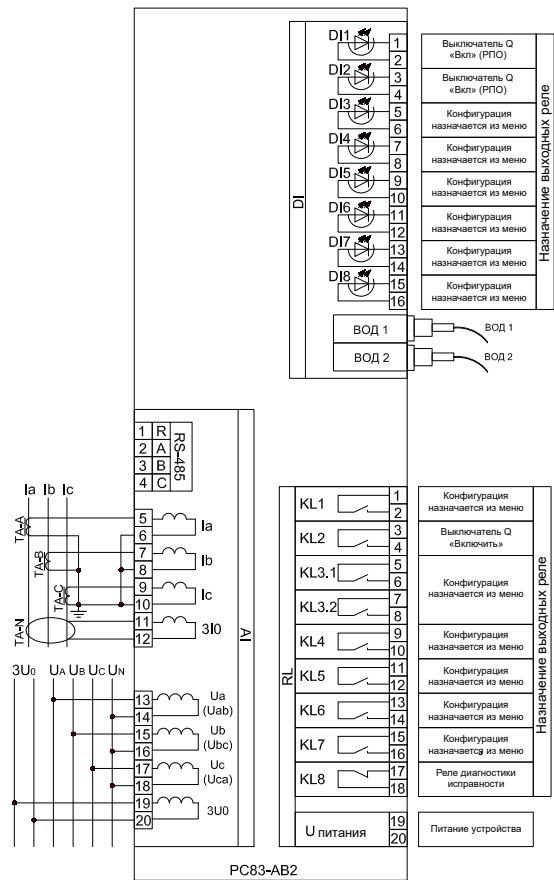 DI
DI1
1
2
Выключатель Q
«Вкл» (РПО)
DI2
3
4
Выключатель Q
«Вкл» (РПО)
DI3
5
6
Конфигурация
назначается из меню
DI4
7
8
Конфигурация
назначается из меню
DI5
9
10
Конфигурация
назначается из меню
DI6
11
12
Конфигурация
назначается из меню
DI7
13
14
Конфигурация
назначается из меню
DI8
15
16
Конфигурация
назначается из меню
Назначение выходных реле
ВОД 1
ВОД 1
ВОД 2
ВОД 2
AI
1 R
2 A
3 B
4 C
RS-485
Ia Ib Ic
TA-A
TA-B
TA-C
TA-N
5
6
Ia
7
8
Ib
9
10
Ic
11
12
3I0
3U0 UA UB UC UN
13
14
Ua
(Uab)
15
16
Ub
(Ubc)
17
18
Uc
(Uca)
19
20
3U0
RL
KL1
1
2
Конфигурация
назначается из меню
KL2
3
4
Выключатель Q
«Включить»
KL3.1
5
6
KL3.2
7
8
Конфигурация
назначается из меню
KL4
9
10
Конфигурация
назначается из меню
KL5
11
12
Конфигурация
назначается из меню
KL6
13
14
Конфигурация
назначается из меню
KL7
15
16
Конфигурация
назначается из меню
KL8
17
18
Реле диагностики
исправности
Назначение выходных реле
U питания
19
20
Питание устройства
РС83-АВ2